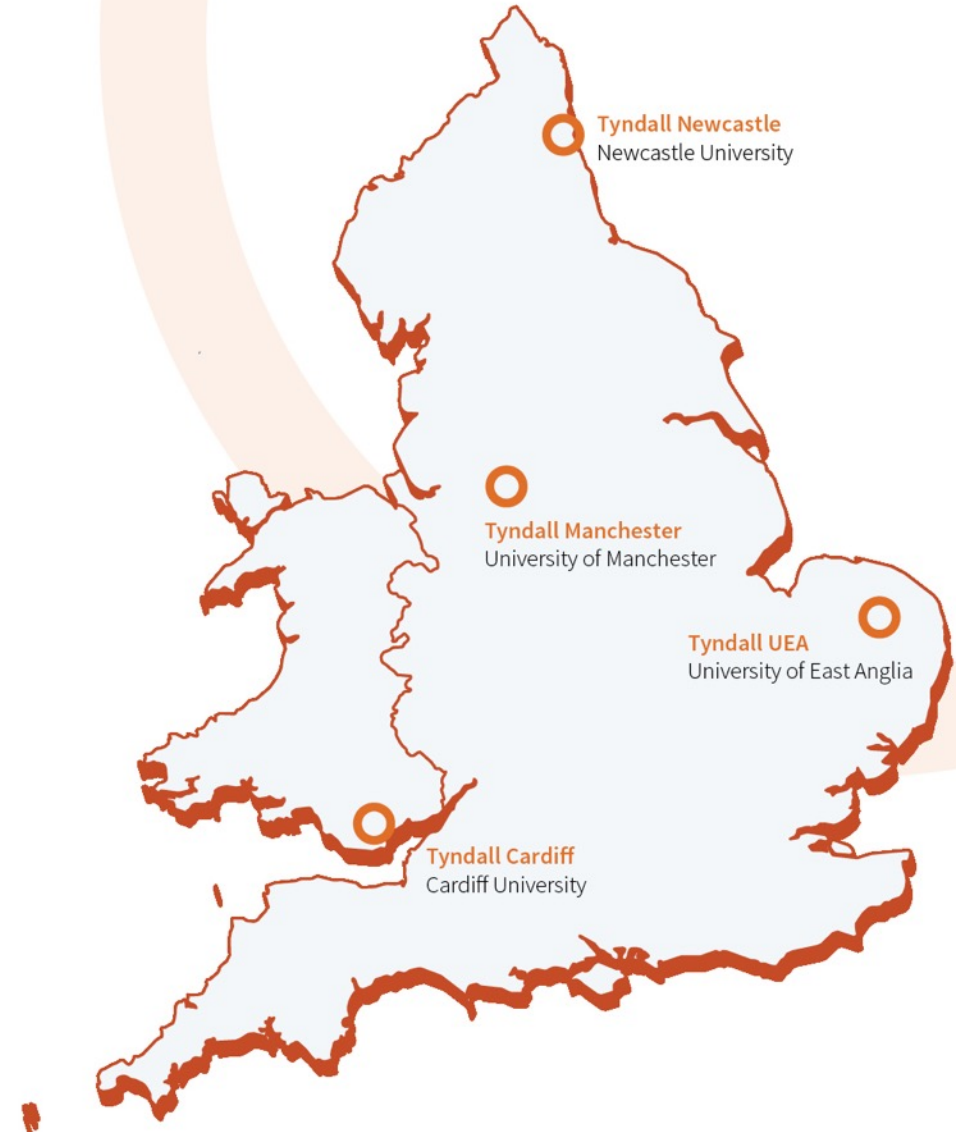 Tyndall Newcastle
Newcastle University
Tyndall Manchester
University of Manchester
Tyndall UEA
University of East Anglia
Tyndall Cardiff
Cardiff University